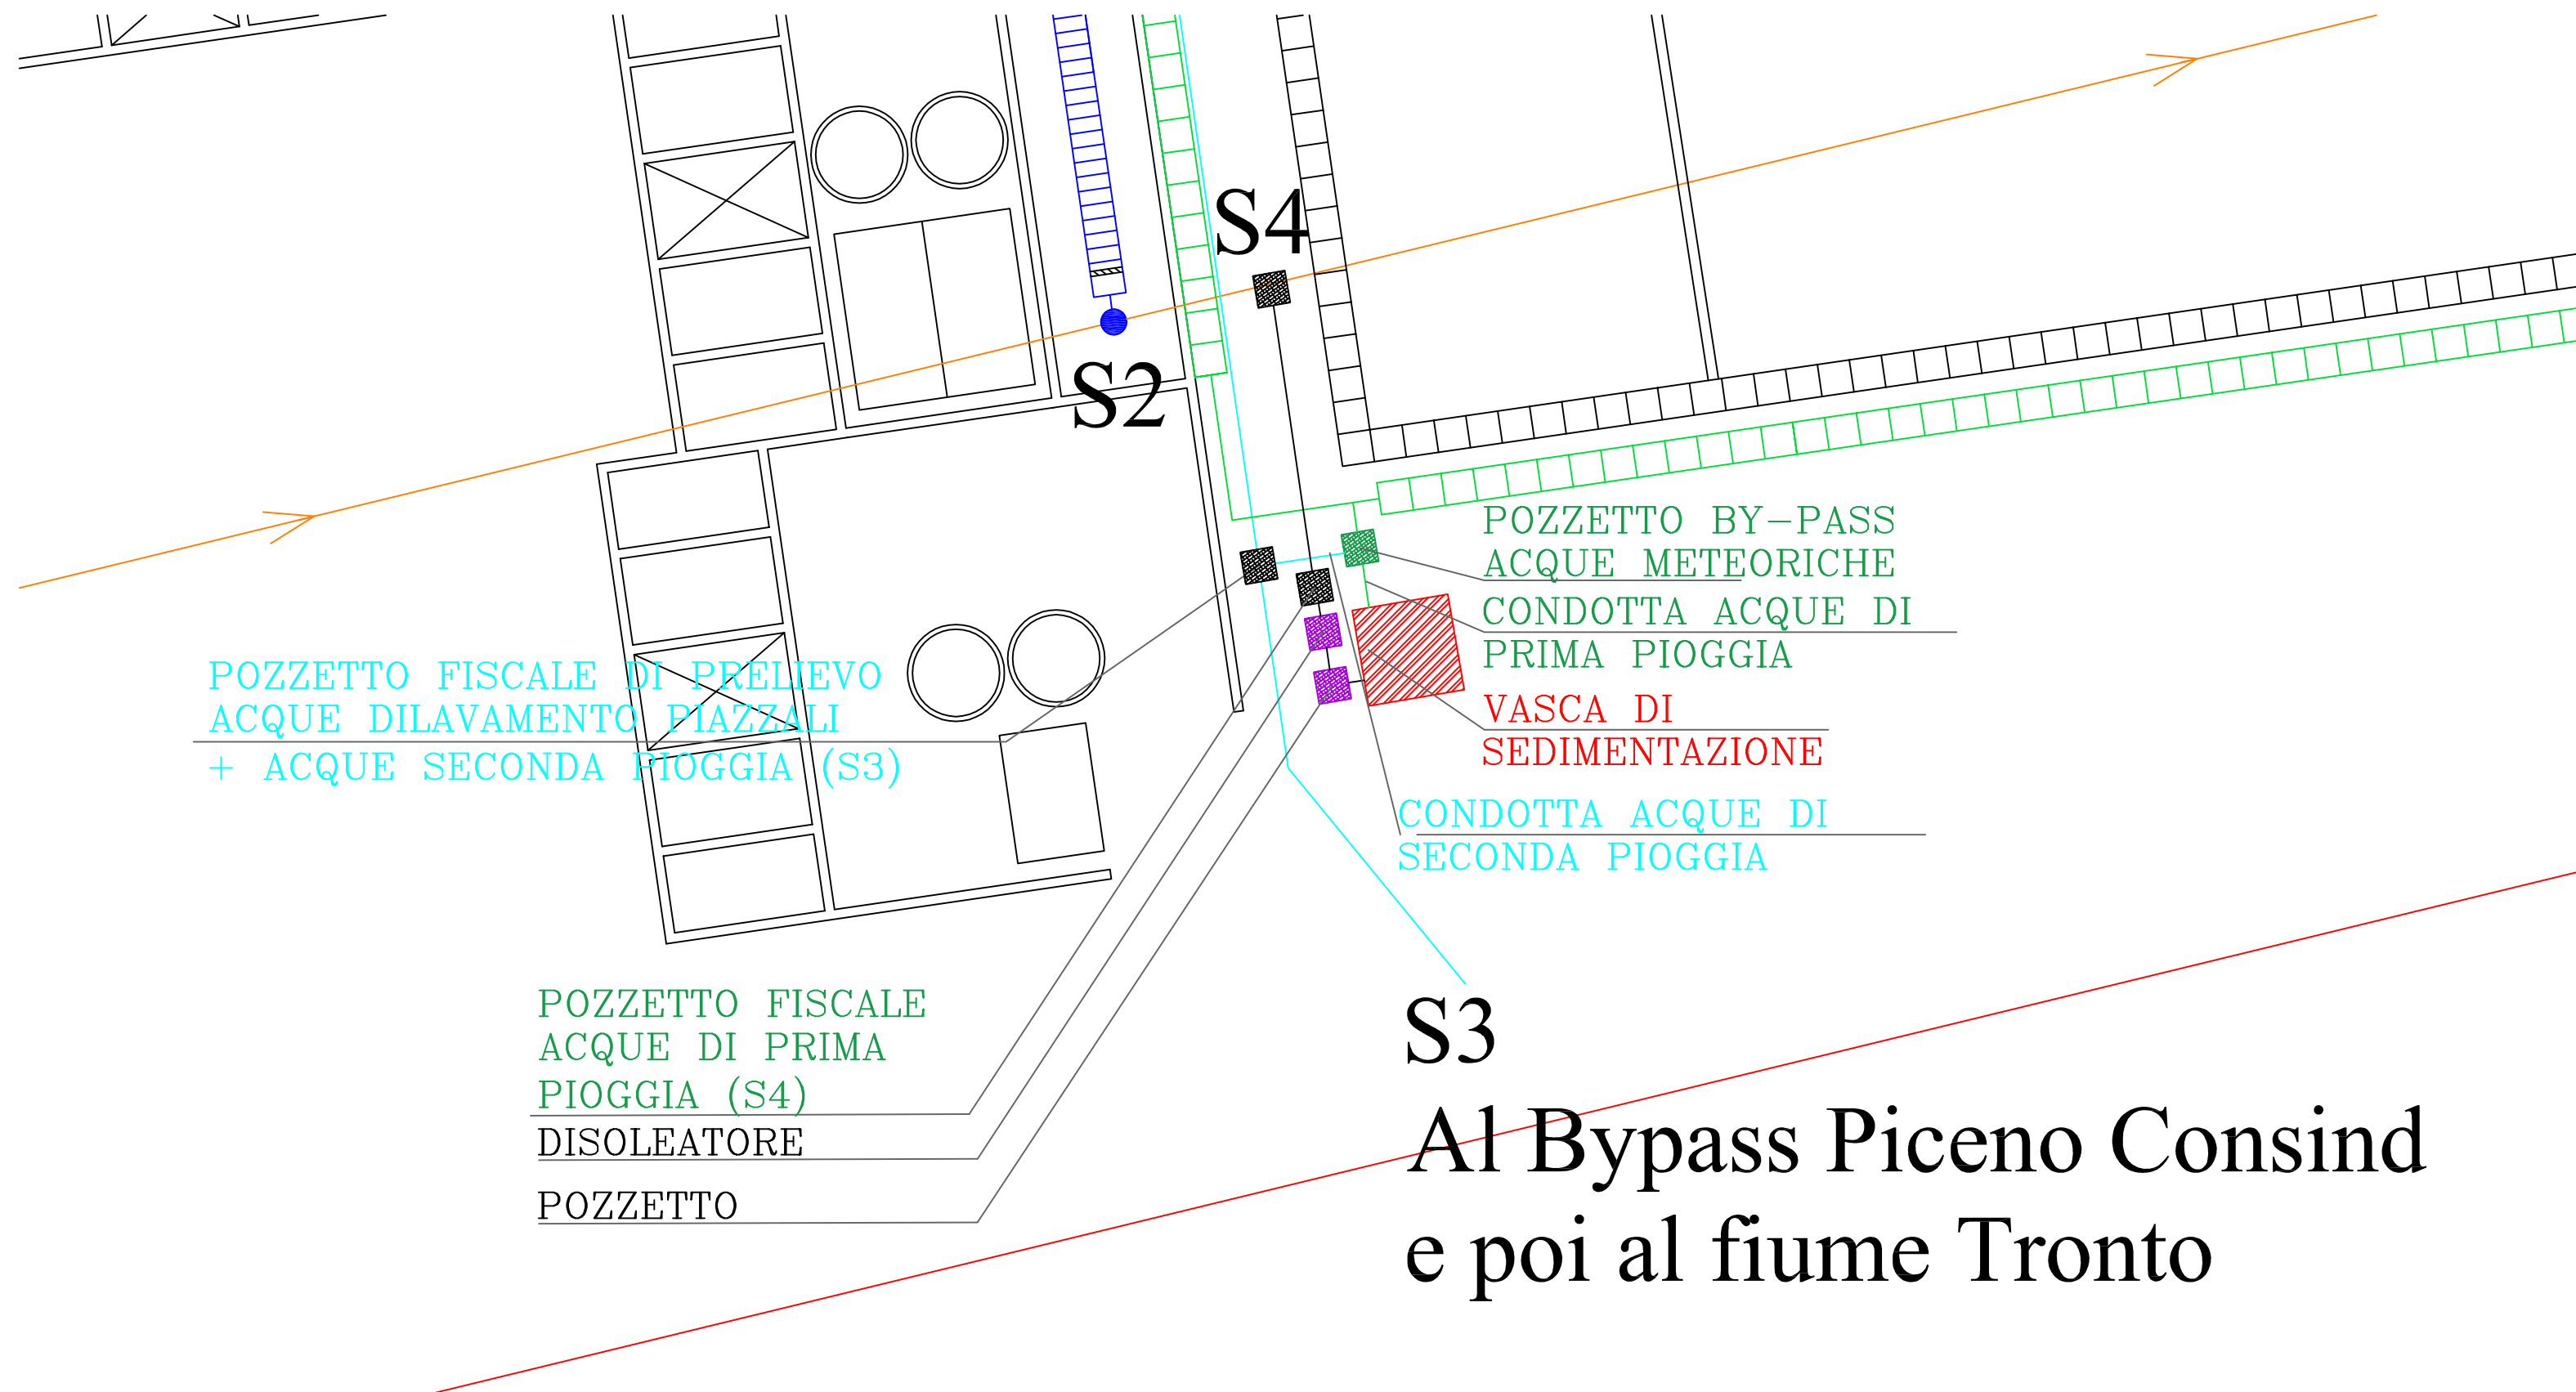 S4
S2
POZZETTO BY-PASS
ACQUE METEORICHE
CONDOTTA ACQUE DI
PRIMA PIOGGIA
VASCA DI
SEDIMENTAZIONE
CONDOTTA ACQUE DI
SECONDA PIOGGIA
POZZETTO FISCALE DI PRELIEVO
ACQUE DILAVAMENTO PIAZZALI
+ ACQUE SECONDA PIOGGIA (S3)
POZZETTO FISCALE
ACQUE DI PRIMA
PIOGGIA (S4)
DISOLEATORE
POZZETTO
S3
Al Bypass Piceno Consind
e poi al fiume Tronto